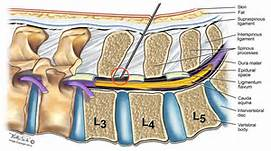 Skin
Fat
Supraspinous
ligament
Interspinous
ligament
Spinous
processes
Dura mater
Epidural
space
Ligmentum
flavum
Cauda
equina
Intervertebral
disc
Vertebral
body
L3
L4
L5